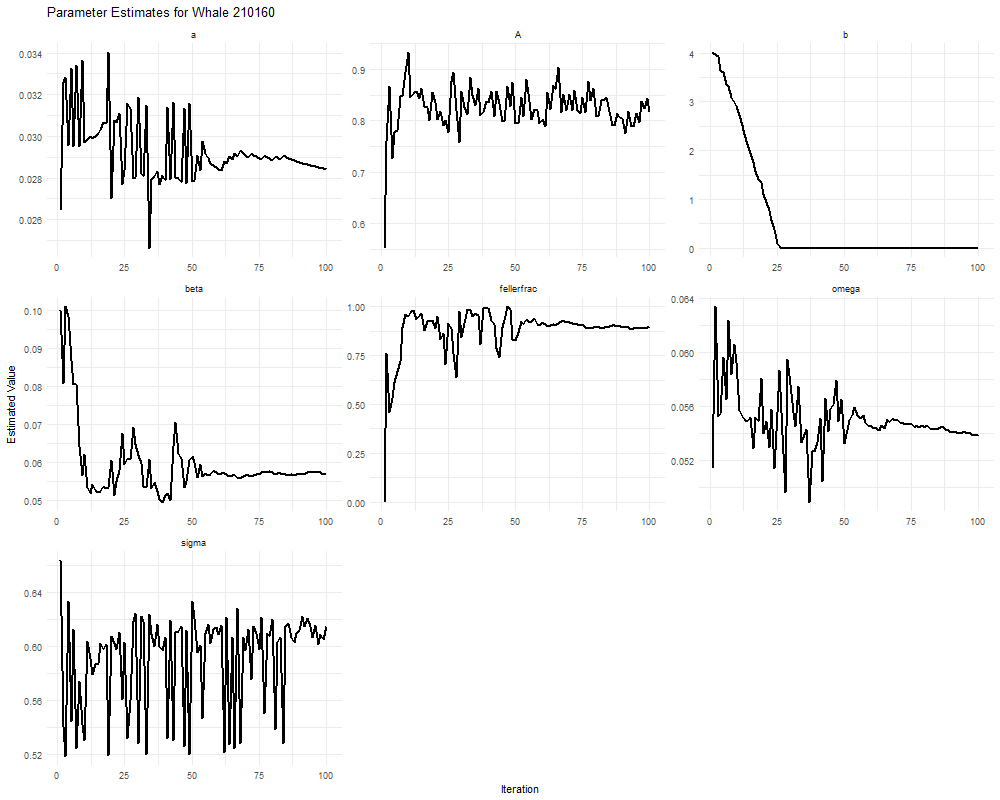 Parameter Estimates for Whale 210160
a
A
b
0.034
0.032
0.030
0.028
0.026
0.9
0.8
0.7
0.6
4
3
2
1
0
0 25 50 75 100
0 25 50 75 100
0 25 50 75 100
beta
fellerfrac
omega
0.10
0.09
0.08
0.07
0.06
0.05
1.00
0.75
0.50
0.25
0.00
0.064
0.060
0.056
0.052
0 25 50 75 100
0 25 50 75 100
0 25 50 75 100
sigma
0.64
0.60
0.56
0.52
0 25 50 75 100
Estimated Value
Iteration